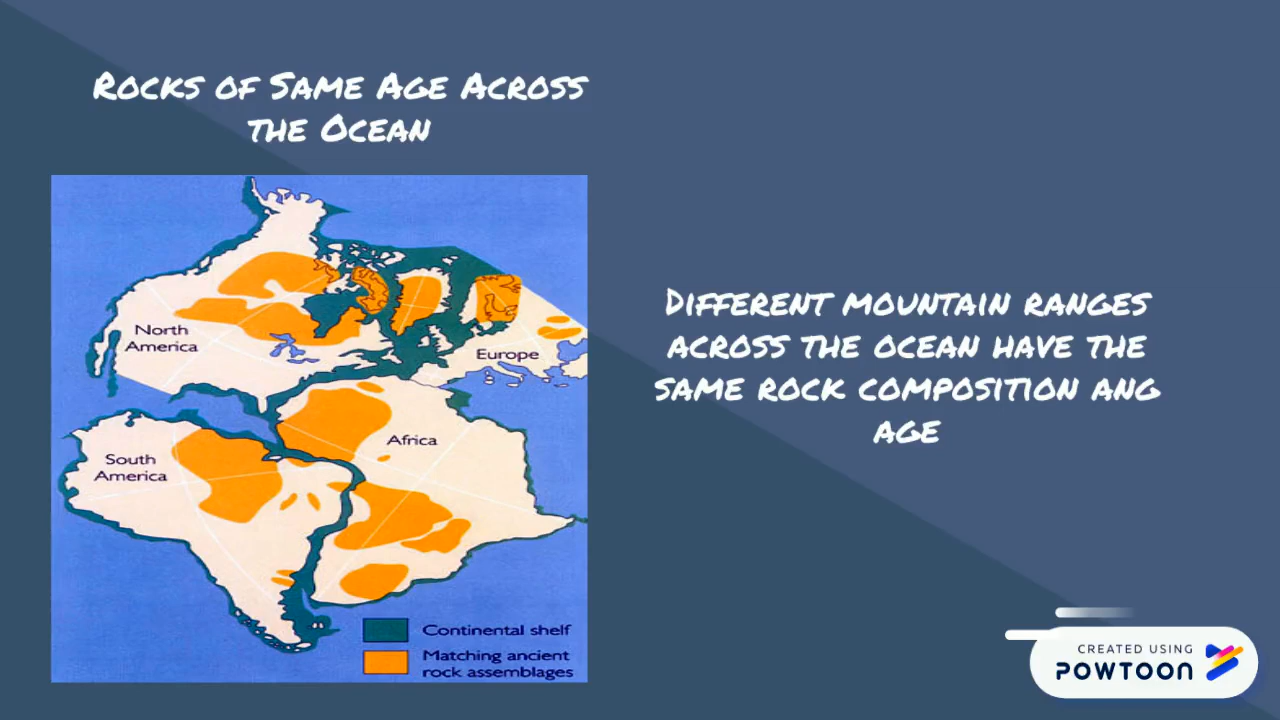 Rocks of Same Age Across
the Ocean
North
America
Europe
Africa
South
America
Continental shelf
Matching ancient
rock assemblages
Different mountain ranges
across the ocean have the
same rock composition ang
age
CREATED USING
POWTOON